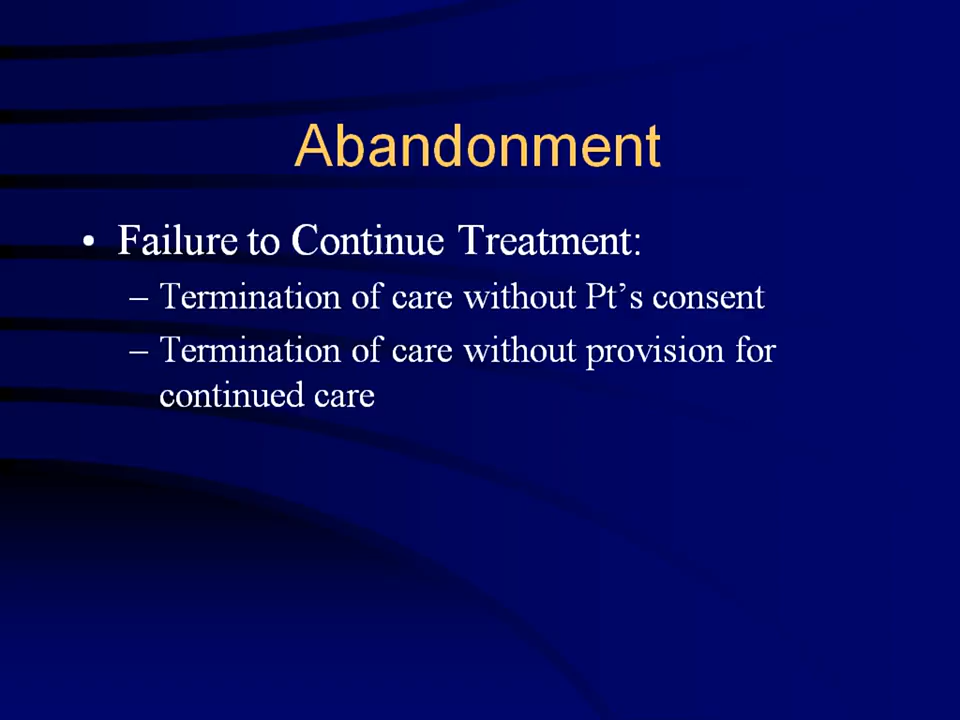 Abandonment
• Failure to Continue Treatment:
– Termination of care without Pt’s consent
– Termination of care without provision for
continued care